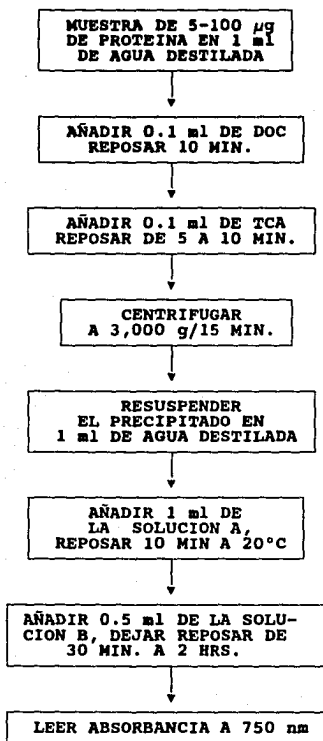 MUESTRA DE 5-100 µg
DE PROTEINA EN 1 ml
DE AGUA DESTILADA
AÑADIR 0.1 ml DE DOC
REPOSAR 10 MIN.
AÑADIR 0.1 ml DE TCA
REPOSAR DE 5 A 10 MIN.
CENTRIFUGAR
A 3,000 g/15 MIN.
RESUSPENDER
EL PRECIPITADO EN
1 ml DE AGUA DESTILADA
AÑADIR 1 ml DE
LA SOLUCION A,
REPOSAR 10 MIN A 20°C
AÑADIR 0.5 ml DE LA SOLU-
CION B, DEJAR REPOSAR DE
30 MIN. A 2 HRS.
LEER ABSORBANCIA A 750 nm